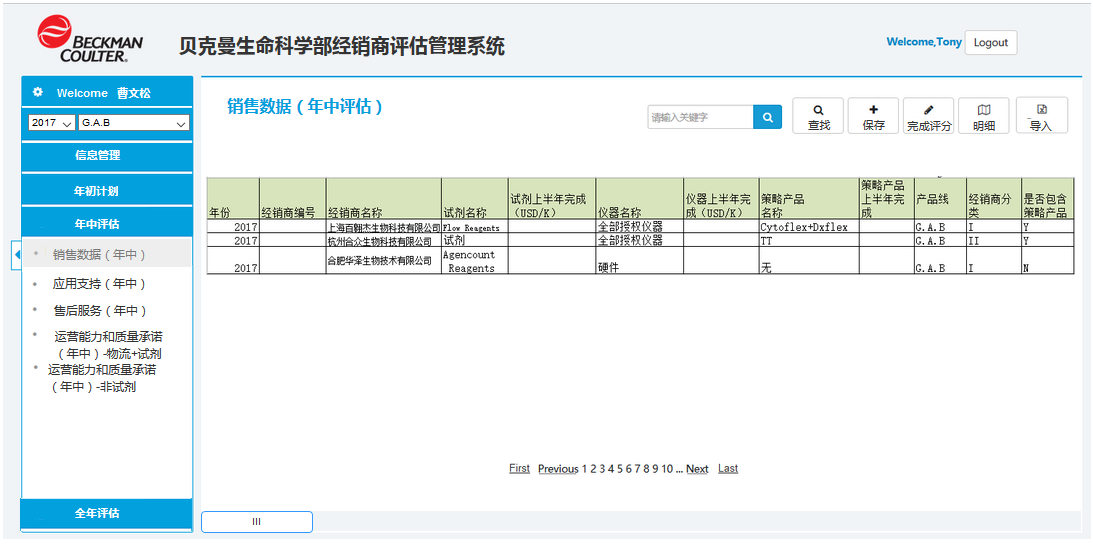 BECKMAN
COULTER®
贝克曼生命科学部经销商评估管理系统
Welcome,Tony
Logout
Welcome 曹文松
2017
G.A.B
信息管理
年初计划
年中评估
销售数据（年中）
应用支持（年中）
售后服务（年中）
运营能力和质量承诺
（年中）-物流+试剂
运营能力和质量承诺
（年中）-非试剂
全年评估
销售数据（年中评估）
请输入关键字
查找
保存
完成评分
明细
导入
年份 经销商编号 经销商名称 试剂名称 试剂上半年完成（USD/K） 仪器名称 仪器上半年完成（USD/K） 策略产品名称 策略产品上半年完成 产品线 经销商分类 是否包含策略产品
2017 上海百翱杰生物科技有限公司 Flow Reagents 全部授权仪器 Cytoflex+Dxflex G.A.B I Y
2017 杭州合众生物科技有限公司 试剂 全部授权仪器 TT G.A.B II Y
2017 合肥华泽生物技术有限公司 Agencount Reagents 硬件 无 G.A.B I N
First Previous 1 2 3 4 5 6 7 8 9 10 ... Next Last
III